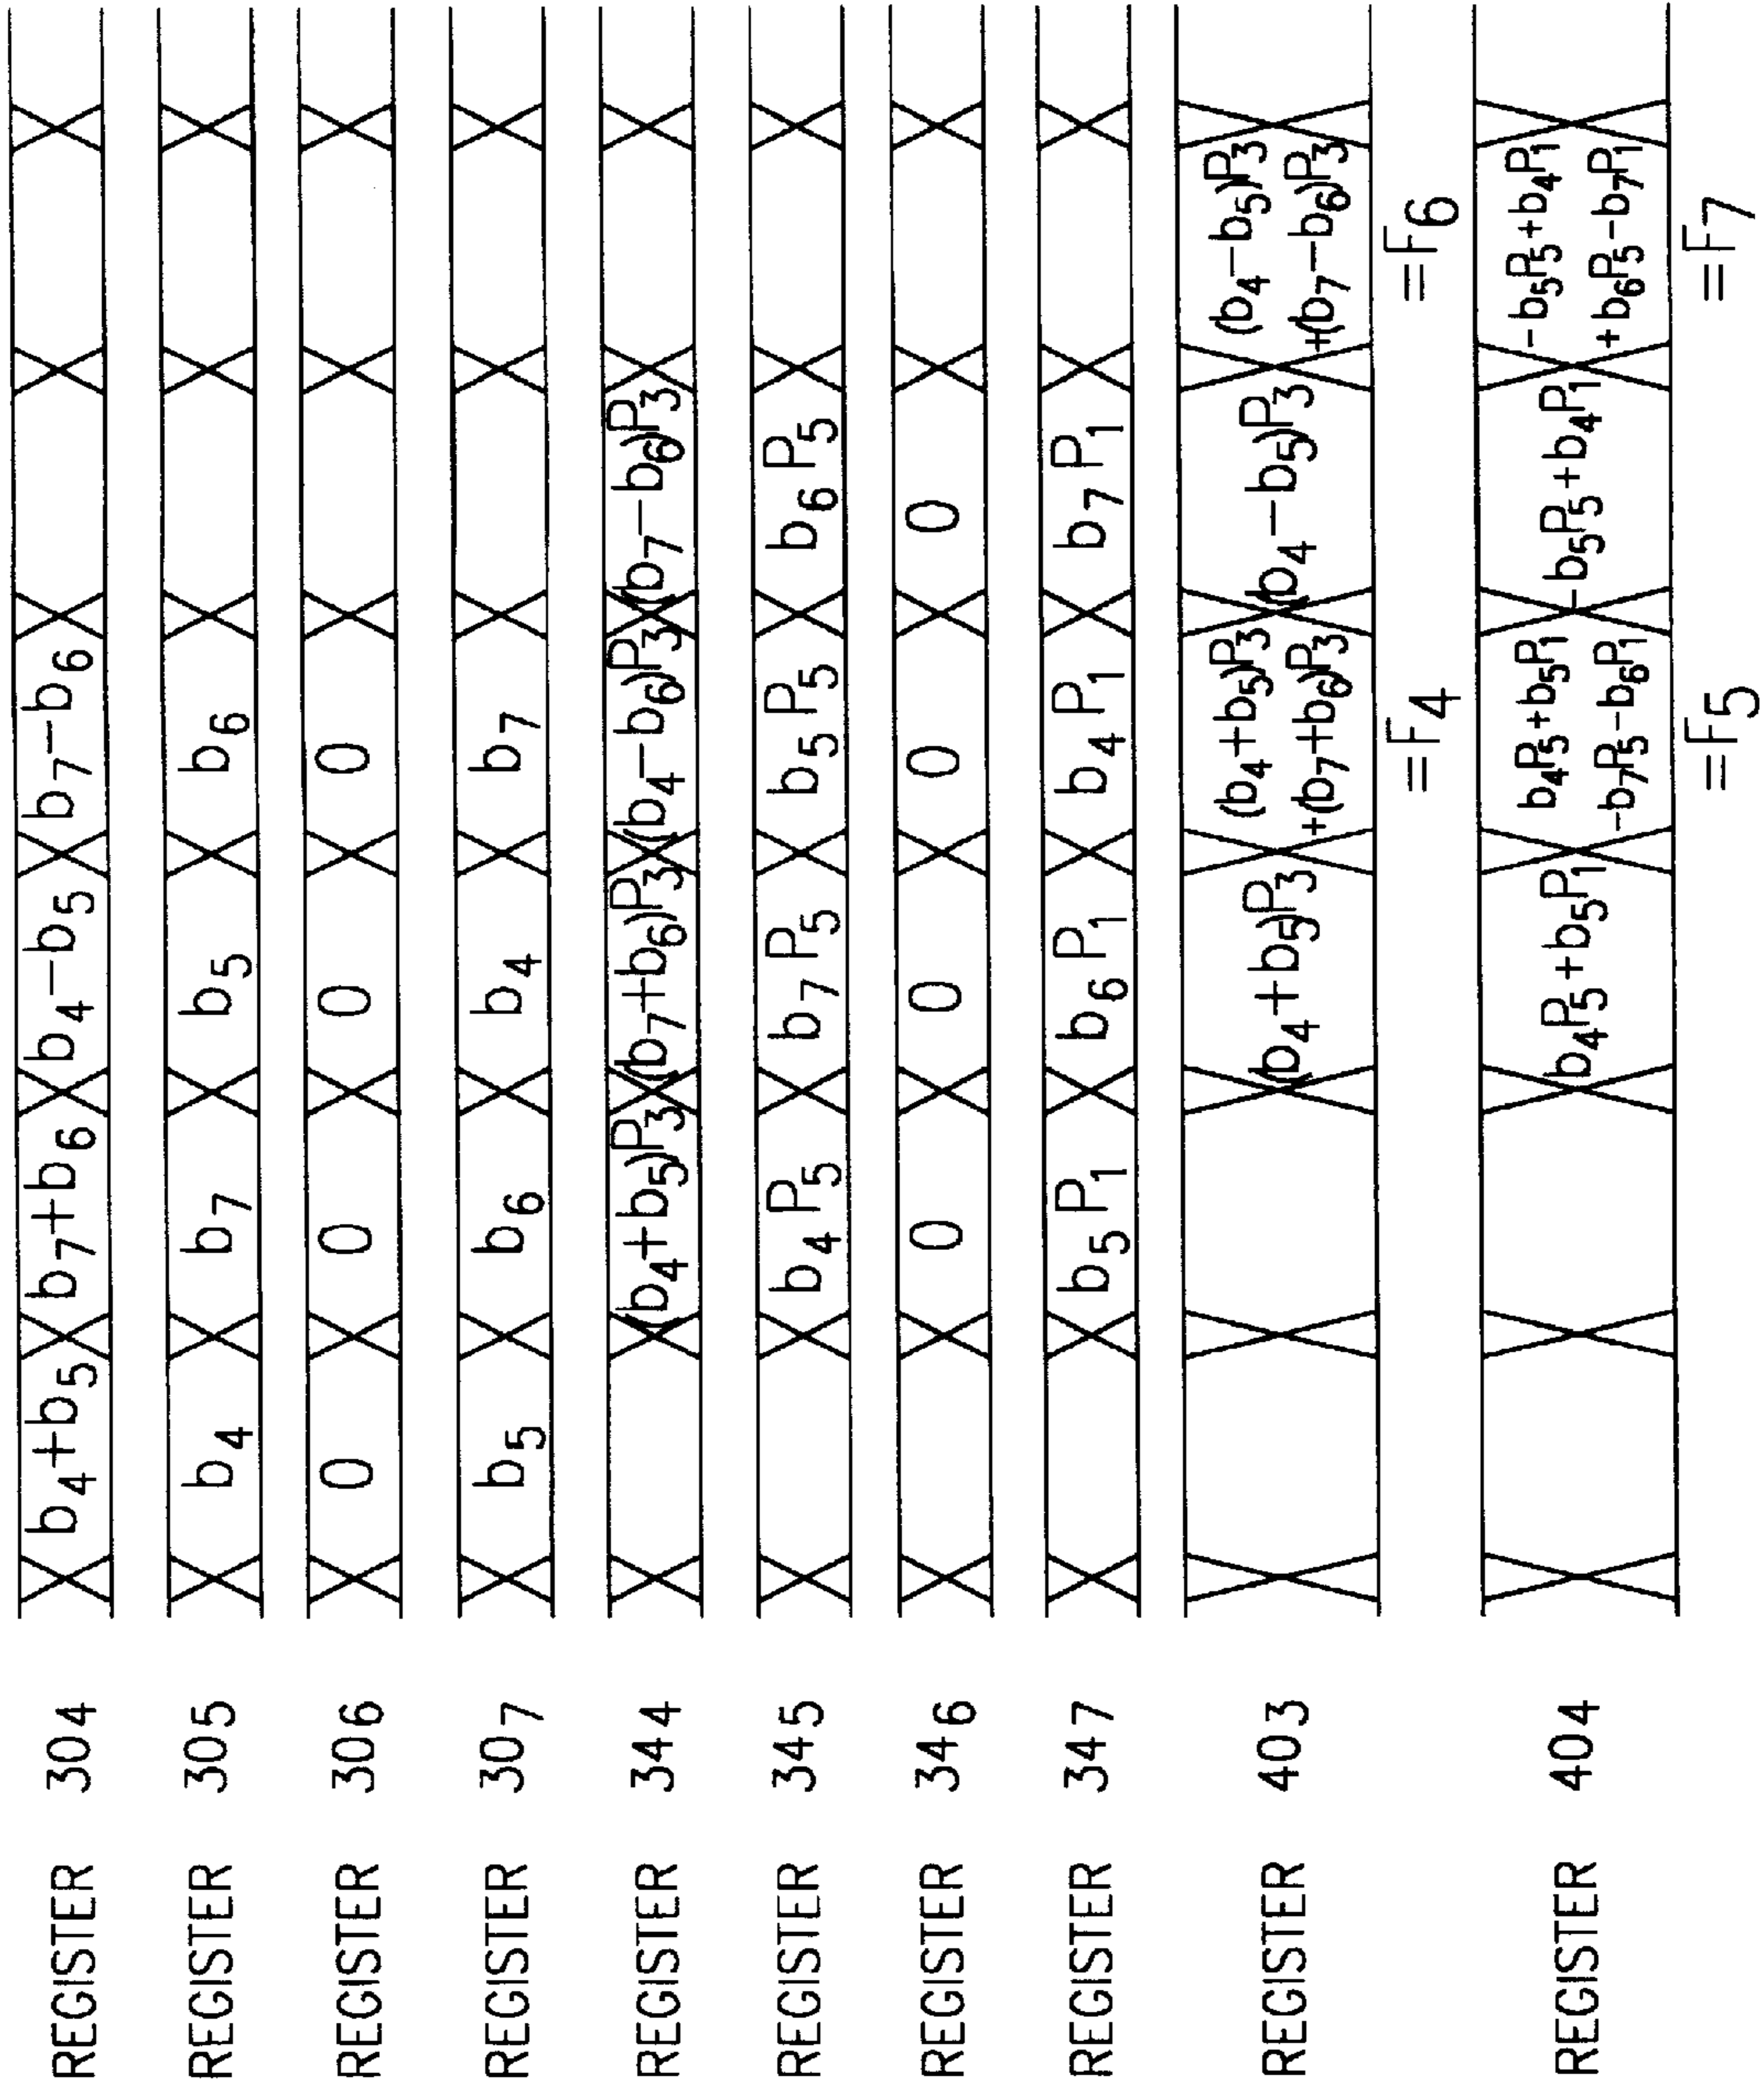 REGISTER 304 b4+b5 b7+b6 b4-b5 b7-b6
REGISTER 305 b4 b7 b5 b6
REGISTER 306 0 0 0 0
REGISTER 307 b5 b6 b4 b7
REGISTER 344 (b4+b5)P3 (b7+b6)P3 (b4-b6)P3 (b7-b6)P3
REGISTER 345 b4P5 b7P5 b5P5 b6P5
REGISTER 346 0 0 0 0
REGISTER 347 b5P1 b6P1 b4P1 b7P1
REGISTER 403 (b4+b5)P3 (b4+b5)P3 (b4-b5)P3 (b4-b5)P3
+(b7+b6)P3 +(b7-b6)P3
=F4 =F6
REGISTER 404 b4P5+b5P1 b4P5+b5P1 -b5P5+b4P1 -b5P5+b4P1
-b7P5-b6P1 +b6P5-b7P1
=F5 =F7